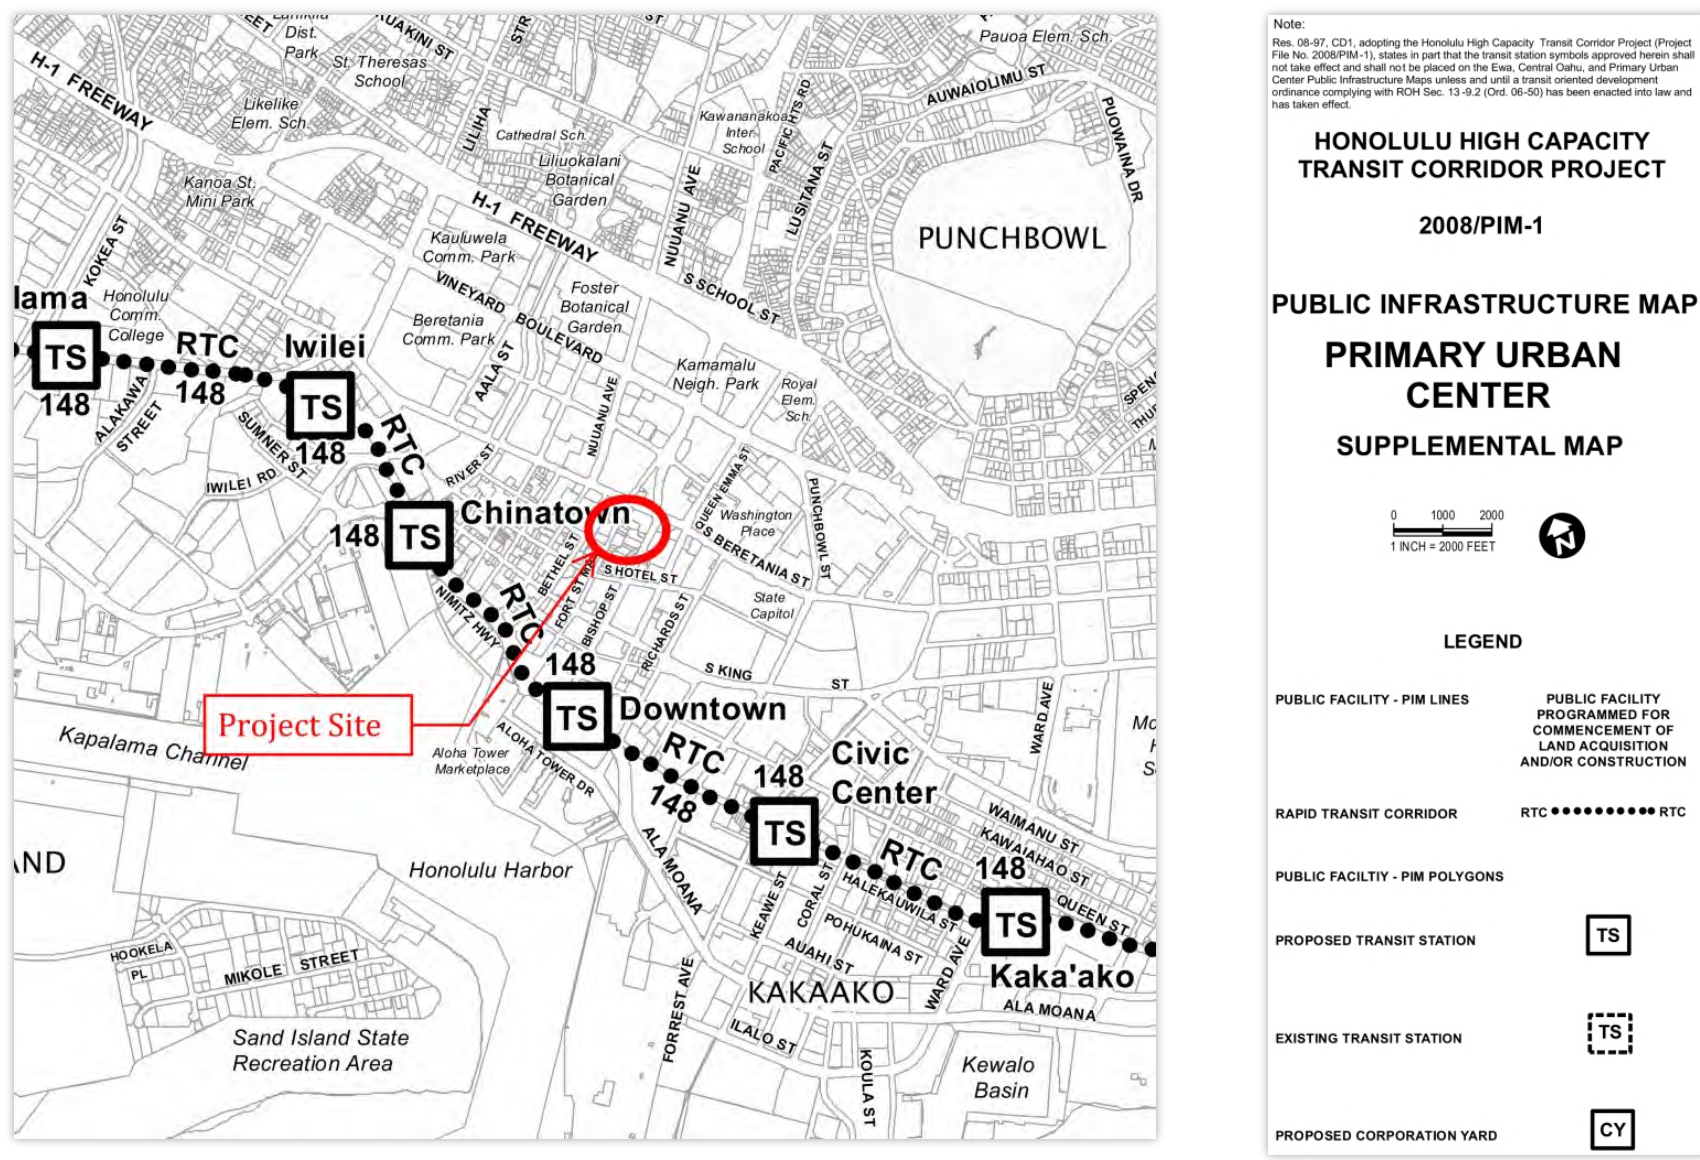 Lanakila
Dist.
Park
AUAKINI ST
ST
Pauoa Elem. Sch.
St. Theresas
School
H-1 FREEWAY
Likelike
Elem. Sch.
LILIHA
Cathedral Sch.
Liliuokalani
Botanical
Garden
Kawananakoa
Inter.
School
PACIFIC HTS RD
AUWAIOLIMU ST
PUOWAINA DR
LUSITANA ST
Kanoa St.
Mini Park
H-1 FREEWAY
NUUANU AVE
PUNCHBOWL
KOKEA ST
Kauluwela
Comm. Park
S SCHOOL ST
VINEYARD BOULEVARD
Foster
Botanical
Garden
lama
Honolulu
Comm.
College
Beretania
Comm. Park
TS
148
RTC
148
Iwilei
TS
148
AALA ST
Kamamalu
Neigh. Park
Royal
Elem.
Sch.
ALAKAWA
STREET
SUMNER ST
IWILEI RD
RTC
RIVER ST
NUUANU AVE
QUEEN EMMA ST
PUNCHBOWL ST
Chinatown
148
TS
Washington
Place
S BERETANIA ST
BETHEL ST
FORT ST MA
S HOTEL ST
NIMITZ HWY
RTC
BISHOP ST
RICHARDS ST
State
Capitol
148
TS
Downtown
S KING ST
WARD AVE
Project Site
Kapalama Channel
Aloha Tower
Marketplace
ALOHA TOWER DR
RTC
148
148
TS
Civic
Center
WAIMANU ST
KAWAIAHAO ST
AND
Honolulu Harbor
ALA MOANA
RTC
148
TS
Kaka'ako
QUEEN ST
HALEKAUWILA ST
KEAWE ST
CORAL ST
POHUKAINA ST
AUAHI ST
WARD AVE
HOOKELA
PL
MIKOLE STREET
KAKAAKO
ALA MOANA
FORREST AVE
ILALO ST
KOULA ST
Sand Island State
Recreation Area
Kewalo
Basin
Note:
Res. 08-97, CD1, adopting the Honolulu High Capacity Transit Corridor Project (Project
File No. 2008/PIM-1), states in part that the transit station symbols approved herein shall
not take effect and shall not be placed on the Ewa, Central Oahu, and Primary Urban
Center Public Infrastructure Maps unless and until a transit oriented development
ordinance complying with ROH Sec. 13 -9.2 (Ord. 06-50) has been enacted into law and
has taken effect.
HONOLULU HIGH CAPACITY
TRANSIT CORRIDOR PROJECT
2008/PIM-1
PUBLIC INFRASTRUCTURE MAP
PRIMARY URBAN
CENTER
SUPPLEMENTAL MAP
0 1000 2000
1 INCH = 2000 FEET
N
LEGEND
PUBLIC FACILITY - PIM LINES
PUBLIC FACILITY
PROGRAMMED FOR
COMMENCEMENT OF
LAND ACQUISITION
AND/OR CONSTRUCTION
RAPID TRANSIT CORRIDOR
RTC RTC
PUBLIC FACILTIY - PIM POLYGONS
PROPOSED TRANSIT STATION
TS
EXISTING TRANSIT STATION
TS
PROPOSED CORPORATION YARD
CY